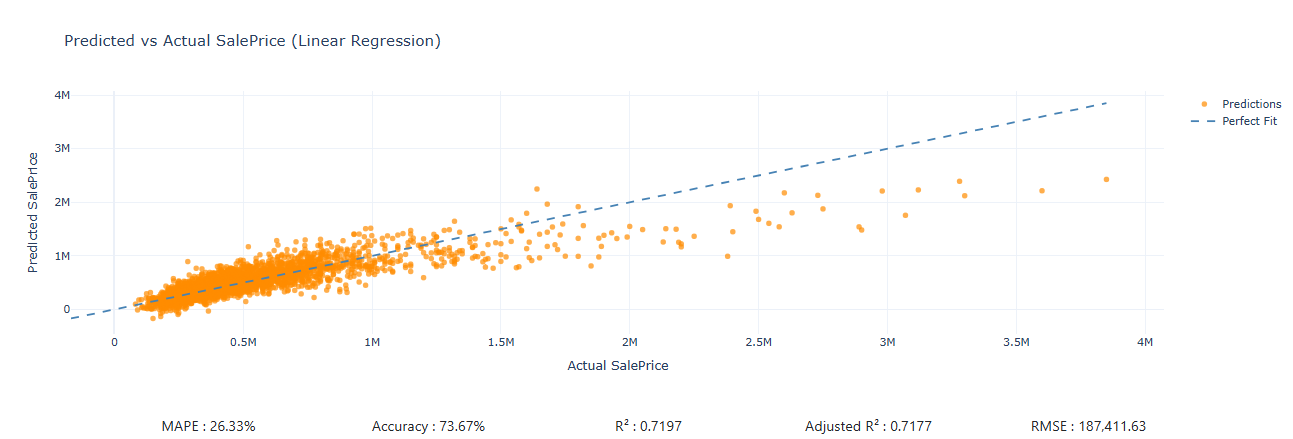 Predicted vs Actual SalePrice (Linear Regression)
4M
3M
2M
1M
0
Predicted SalePrice
0
0.5M
1M
1.5M
2M
2.5M
3M
3.5M
4M
Actual SalePrice
Predictions
Perfect Fit
MAPE : 26.33%
Accuracy : 73.67%
R² : 0.7197
Adjusted R² : 0.7177
RMSE : 187,411.63